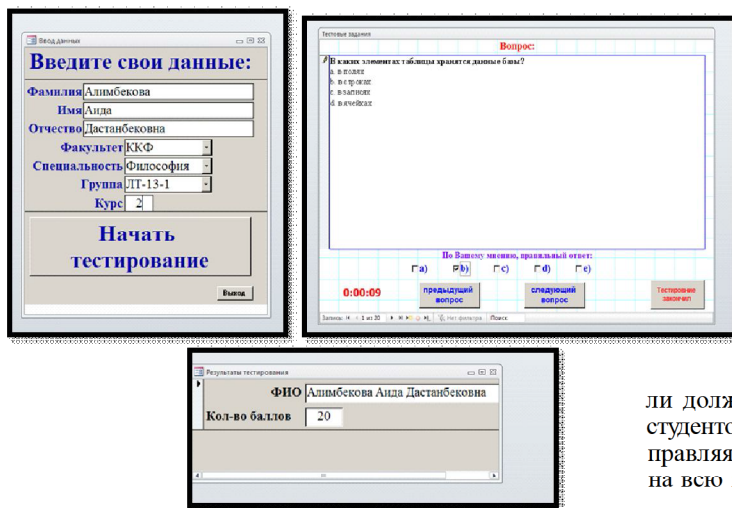 Ввод данных
Введите свои данные:
Фамилия Алимбекова
Имя Аида
Отчество Дастанбековна
Факультет ККФ
Специальность Философия
Группа ЛТ-13-1
Курс 2
Начать
тестирование
Выход
Тестовые задания
Вопрос:
В каких элементах таблицы хранятся данные базы?
a. в полях
b. в строках
c. в записях
d. в ячейках
По Вашему мнению, правильный ответ:
a) b) c) d) e)
0:00:09
предыдущий
вопрос
следующий
вопрос
Тестирование
закончил
Запись: 1 из 20 Нет фильтра Поиск
Результаты тестирования
ФИО Алимбекова Аида Дастанбековна
Кол-во баллов 20
ли долж
студенто
правляя
на всю